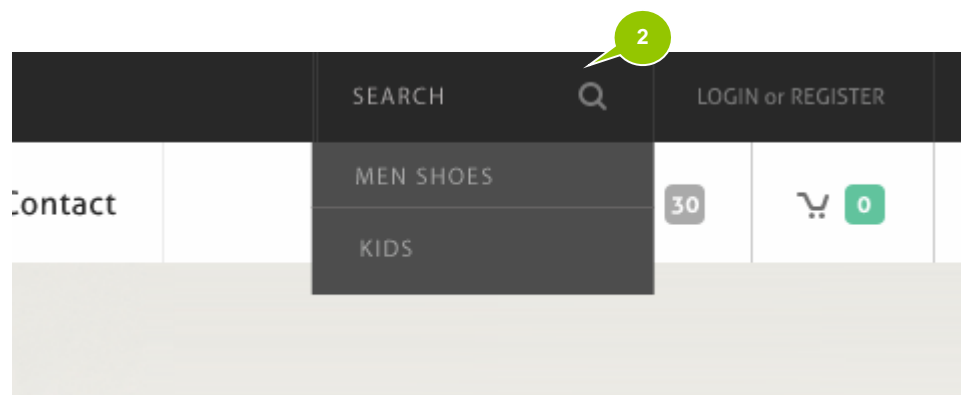 2
SEARCH
LOGIN or REGISTER
MEN SHOES
Contact
30
0
KIDS